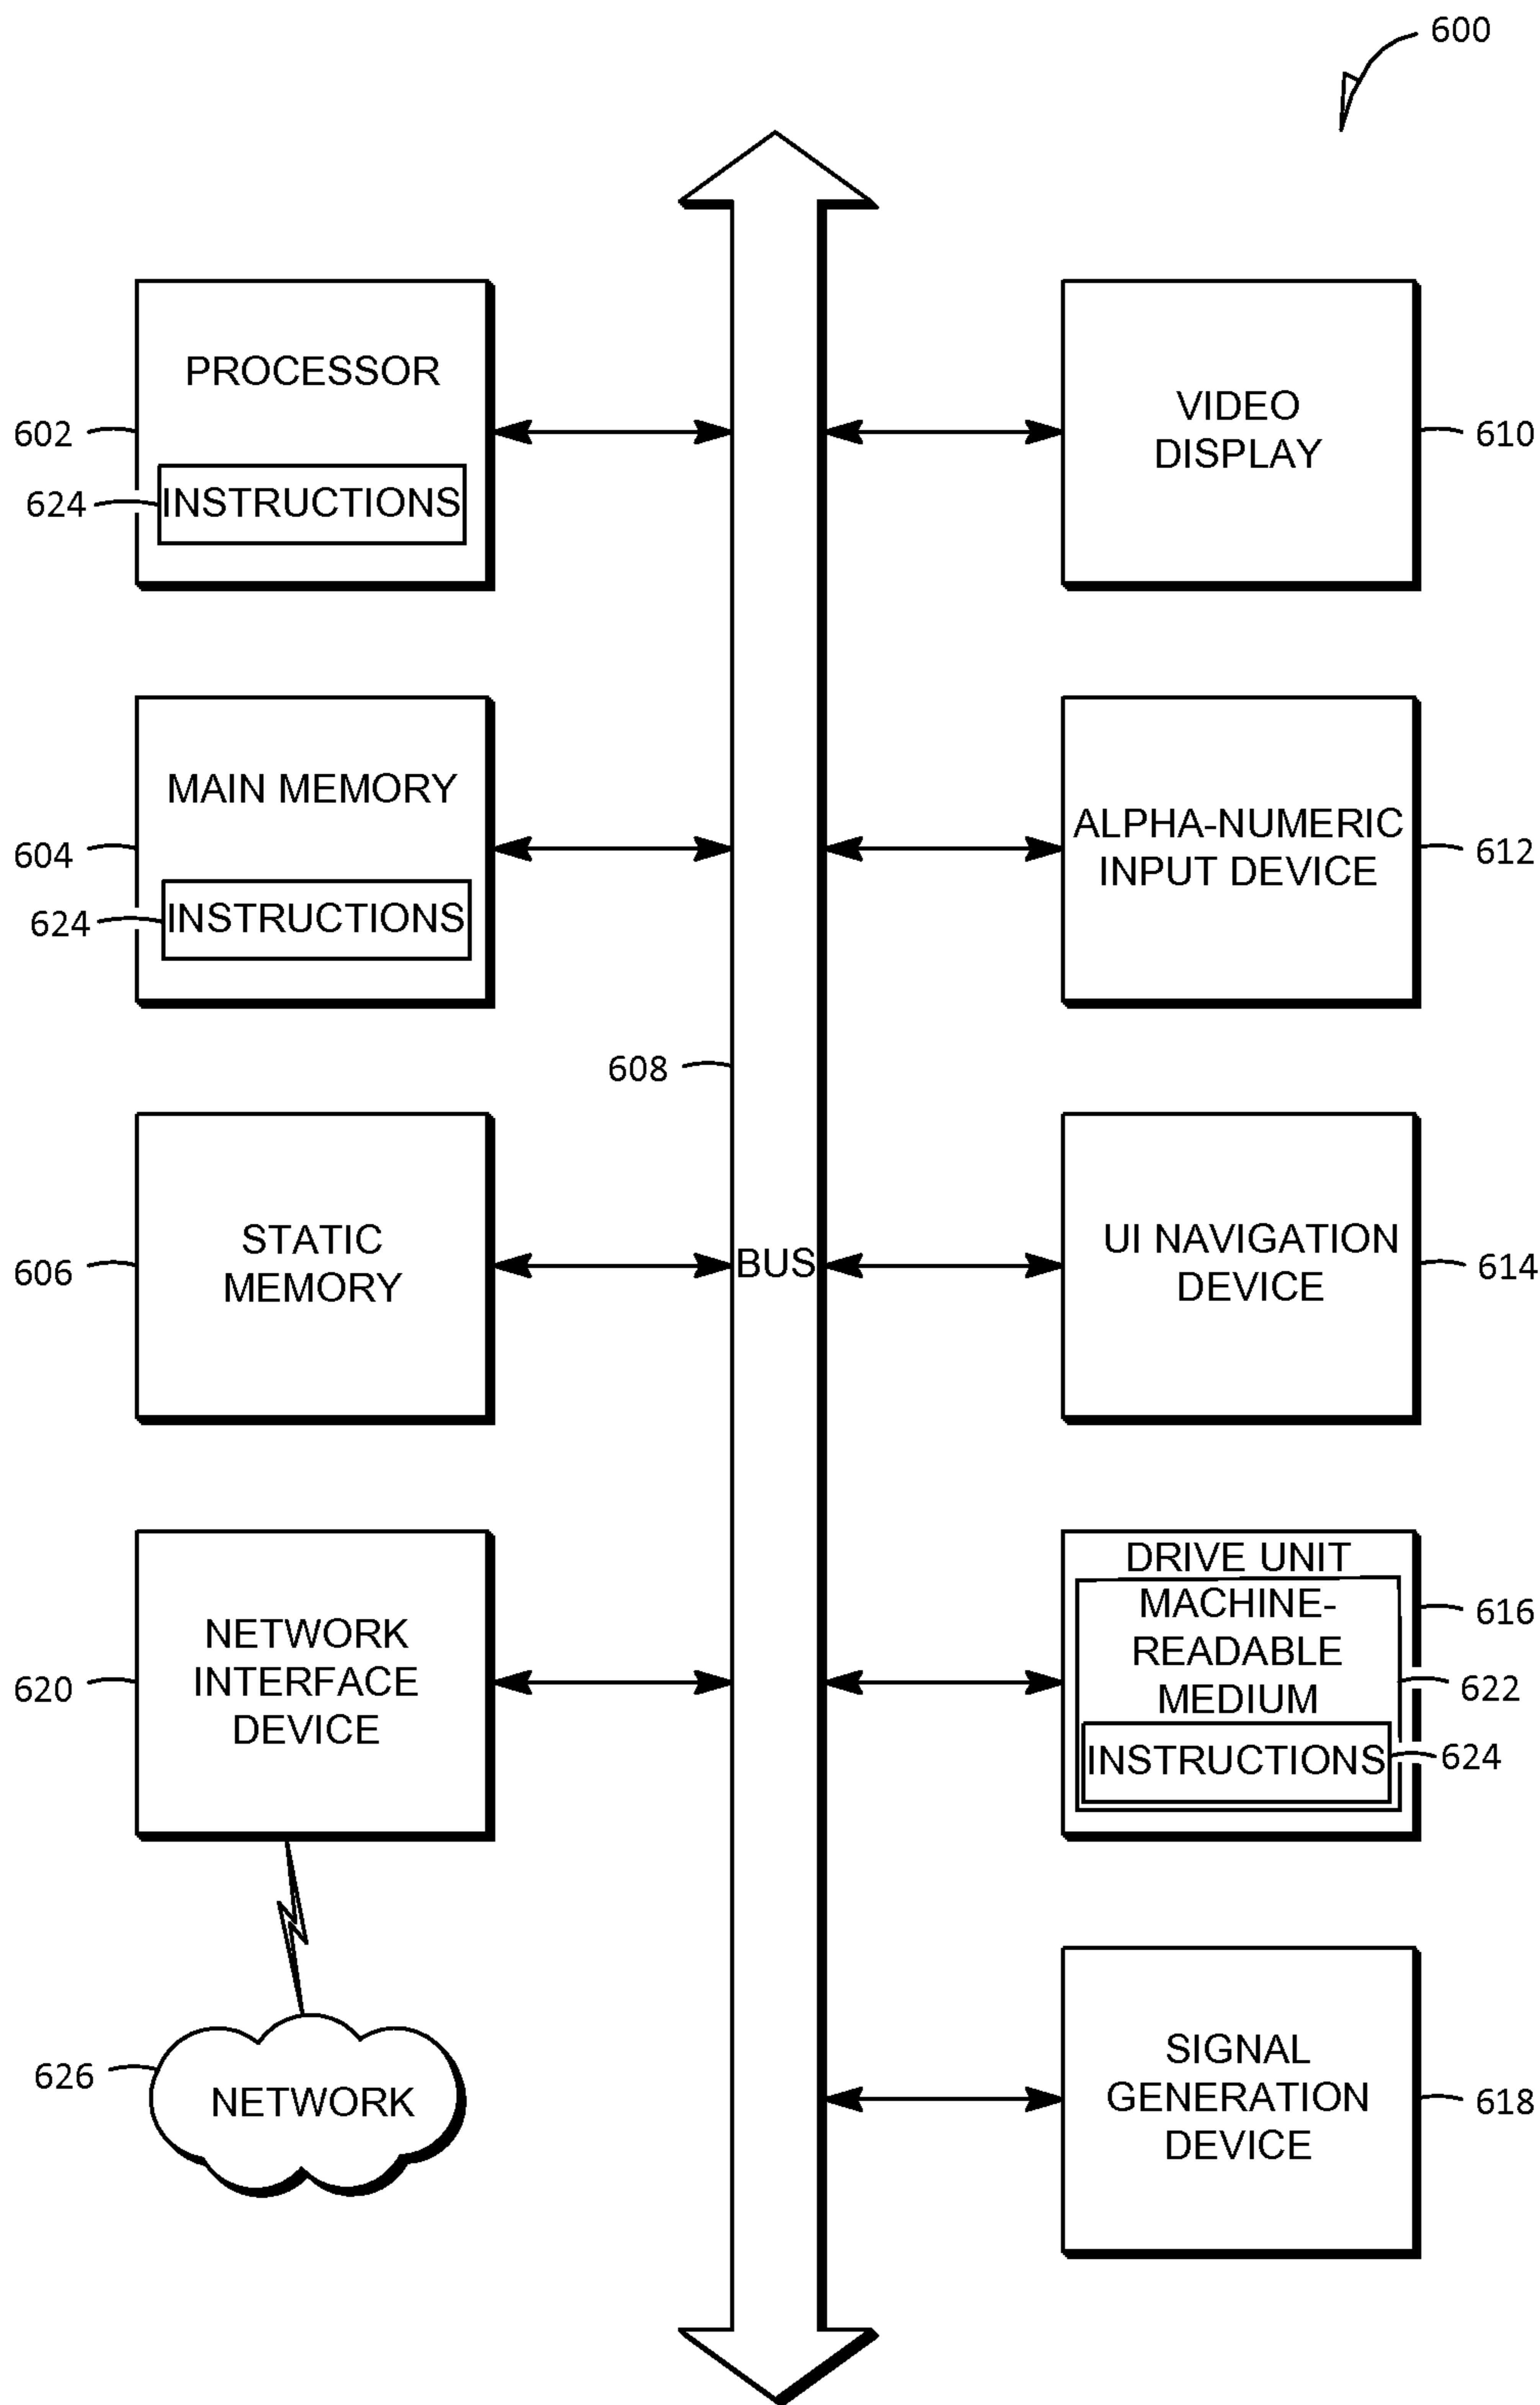 600
PROCESSOR
602
624
INSTRUCTIONS
VIDEO
DISPLAY
610
MAIN MEMORY
604
624
INSTRUCTIONS
ALPHA-NUMERIC
INPUT DEVICE
612
608
STATIC
MEMORY
606
BUS
UI NAVIGATION
DEVICE
614
NETWORK
INTERFACE
DEVICE
620
DRIVE UNIT
MACHINE-
READABLE
MEDIUM
616
622
INSTRUCTIONS
624
626
NETWORK
SIGNAL
GENERATION
DEVICE
618